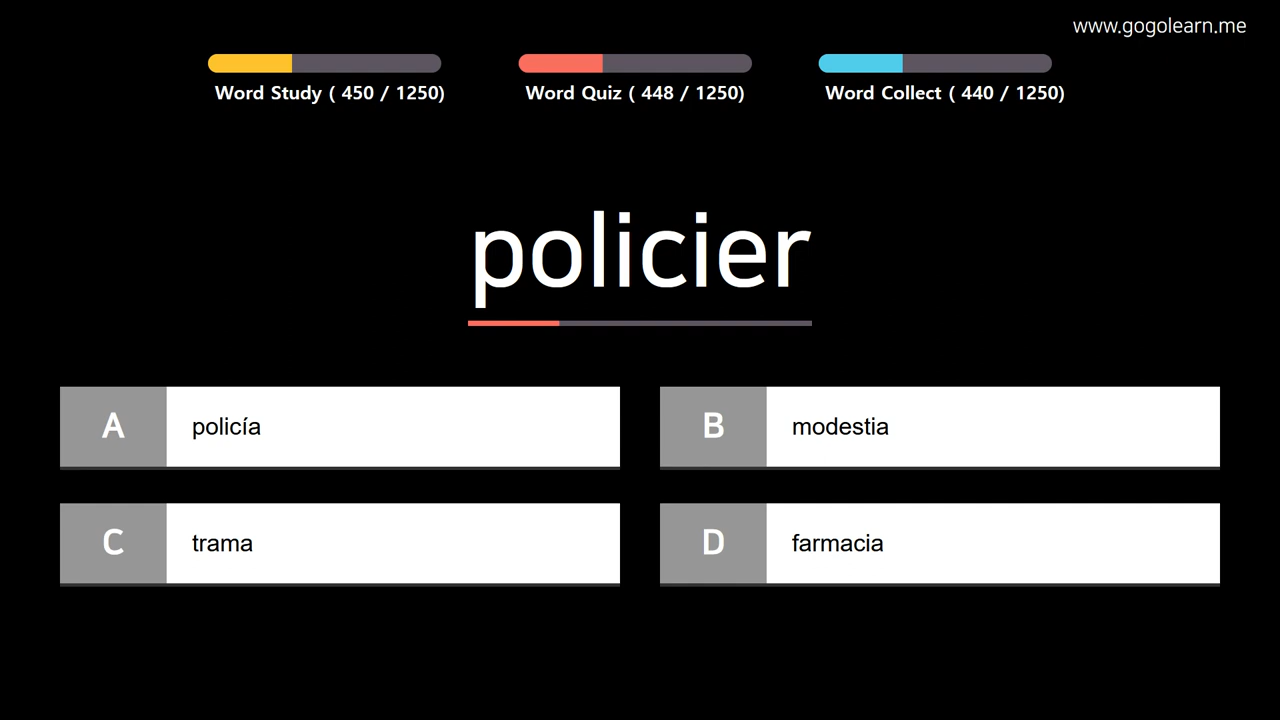 www.gogolearn.me
Word Study ( 450 / 1250)
Word Quiz ( 448 / 1250)
Word Collect ( 440 / 1250)
policier
A policía
B modestia
C trama
D farmacia